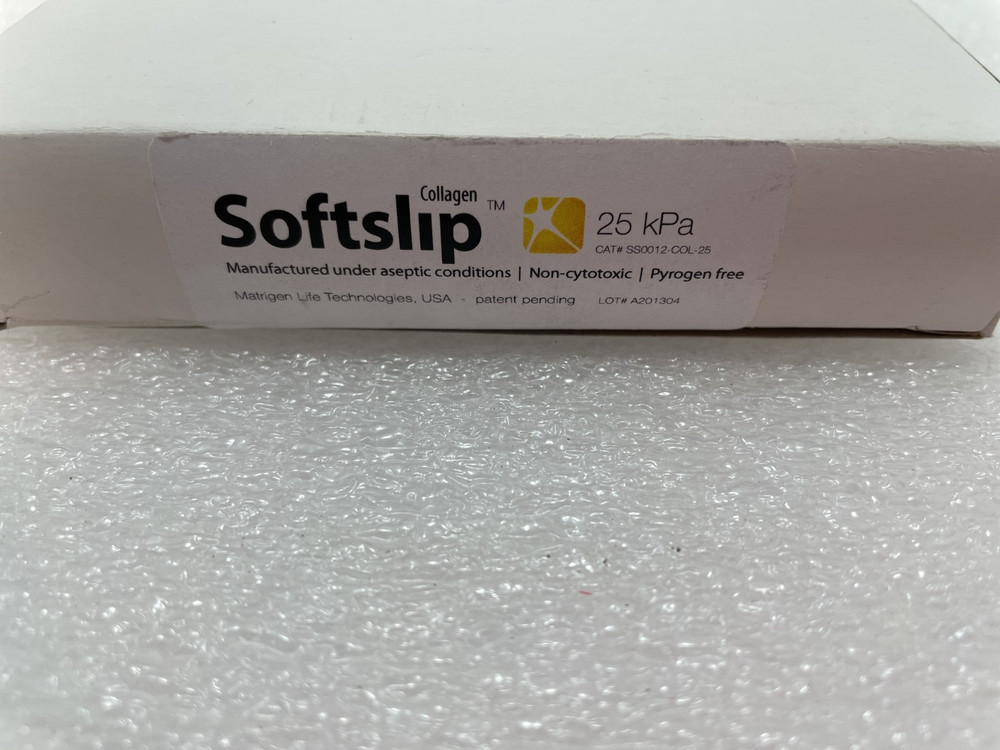 Collagen
Softslip™ 25 kPa
CAT# SS0012-COL-25
Manufactured under aseptic conditions | Non-cytotoxic | Pyrogen free
Matrigen Life Technologies, USA - patent pending LOT# A201304